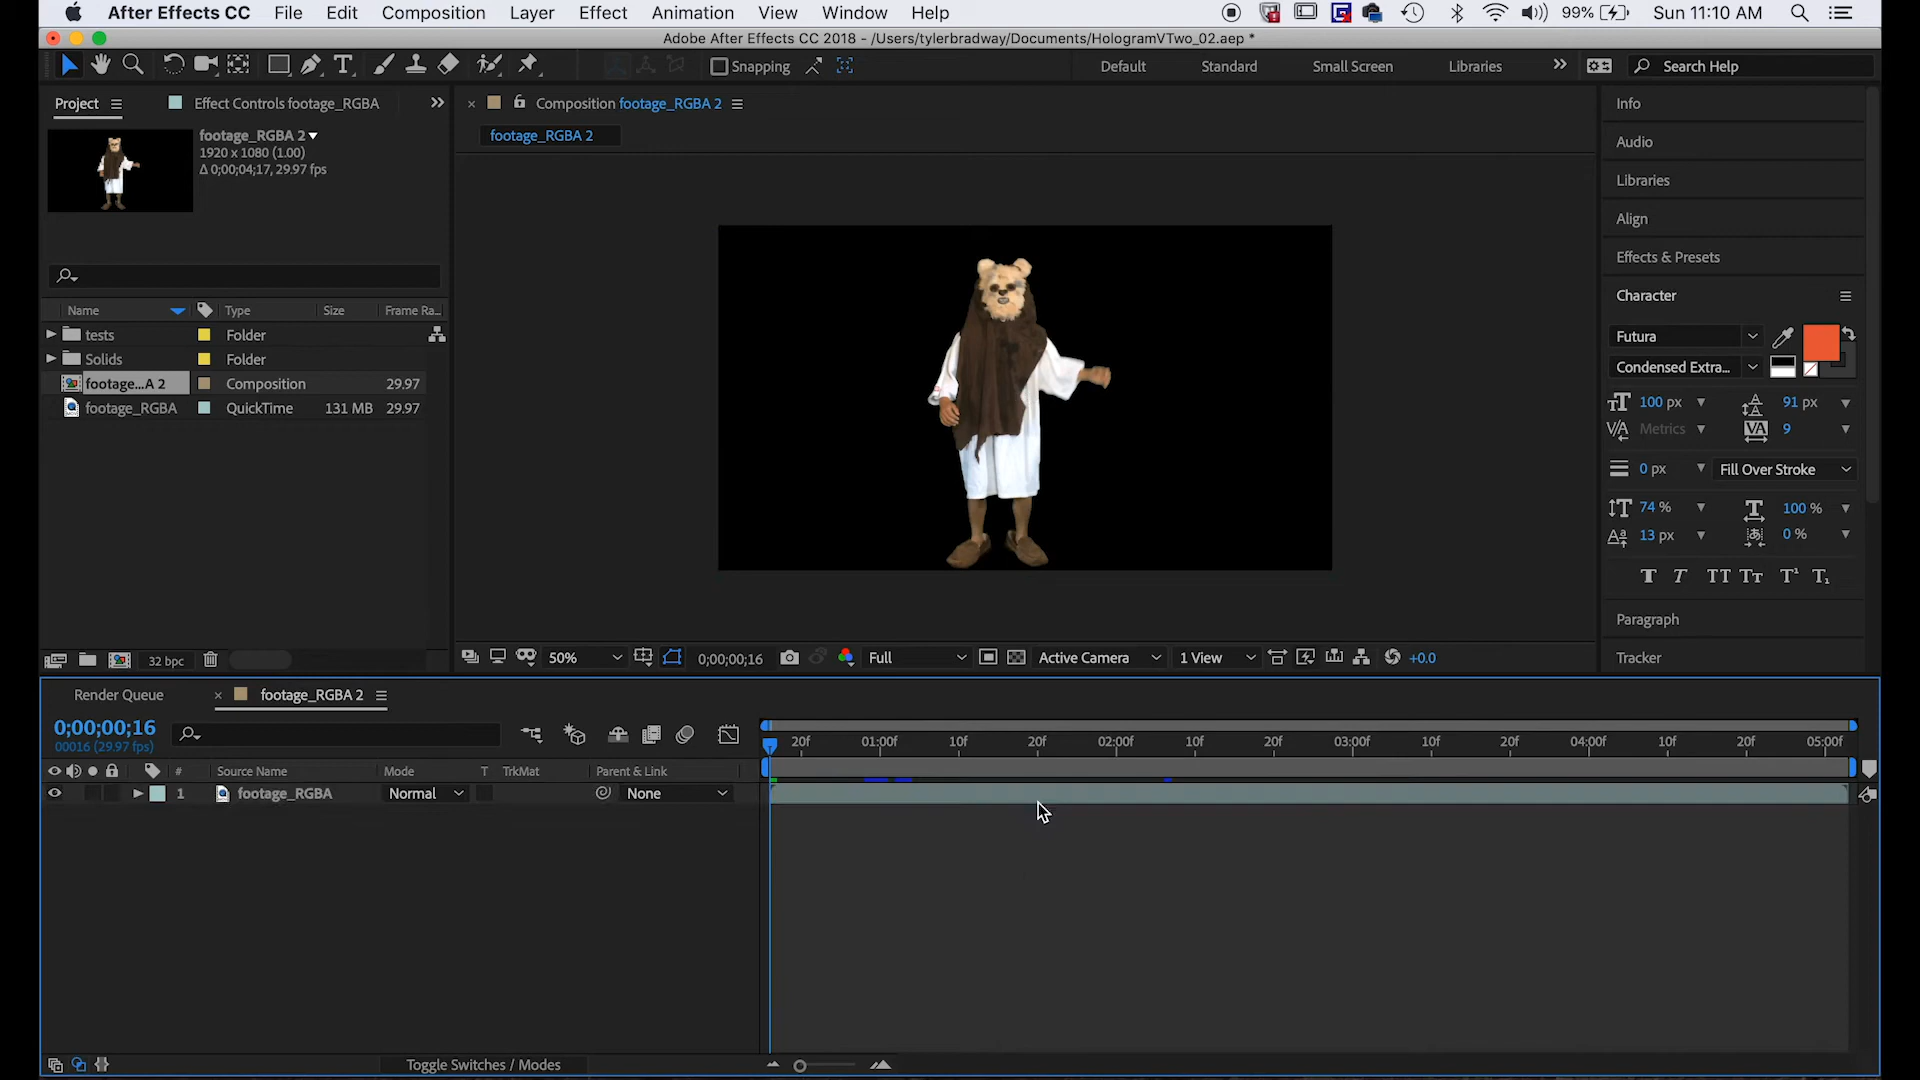 After Effects CC File Edit Composition Layer Effect Animation View Window Help 99% Sun 11:10 AM
Adobe After Effects CC 2018 - /Users/tylerbradway/Documents/HologramVTwo_02.aep *
Snapping Default Standard Small Screen Libraries Search Help
Project Effect Controls footage_RGBA
footage_RGBA 2
1920 x 1080 (1.00)
Δ 0;00;04;17, 29.97 fps
Name Type Size Frame Ra...
tests Folder
Solids Folder
footage...A 2 Composition 29.97
footage_RGBA QuickTime 131 MB 29.97
32 bpc
Composition footage_RGBA 2
footage_RGBA 2
50% 0;00;00;16 Full Active Camera 1 View +0.0
Info
Audio
Libraries
Align
Effects & Presets
Character
Futura
Condensed Extra...
100 px 91 px
Metrics 9
0 px Fill Over Stroke
74 % 100 %
13 px 0 %
Paragraph
Tracker
Render Queue footage_RGBA 2
0;00;00;16
00016 (29.97 fps)
20f 01:00f 10f 20f 02:00f 10f 20f 03:00f 10f 20f 04:00f 10f 20f 05:00f
# Source Name Mode T TrkMat Parent & Link
1 footage_RGBA Normal None
Toggle Switches / Modes